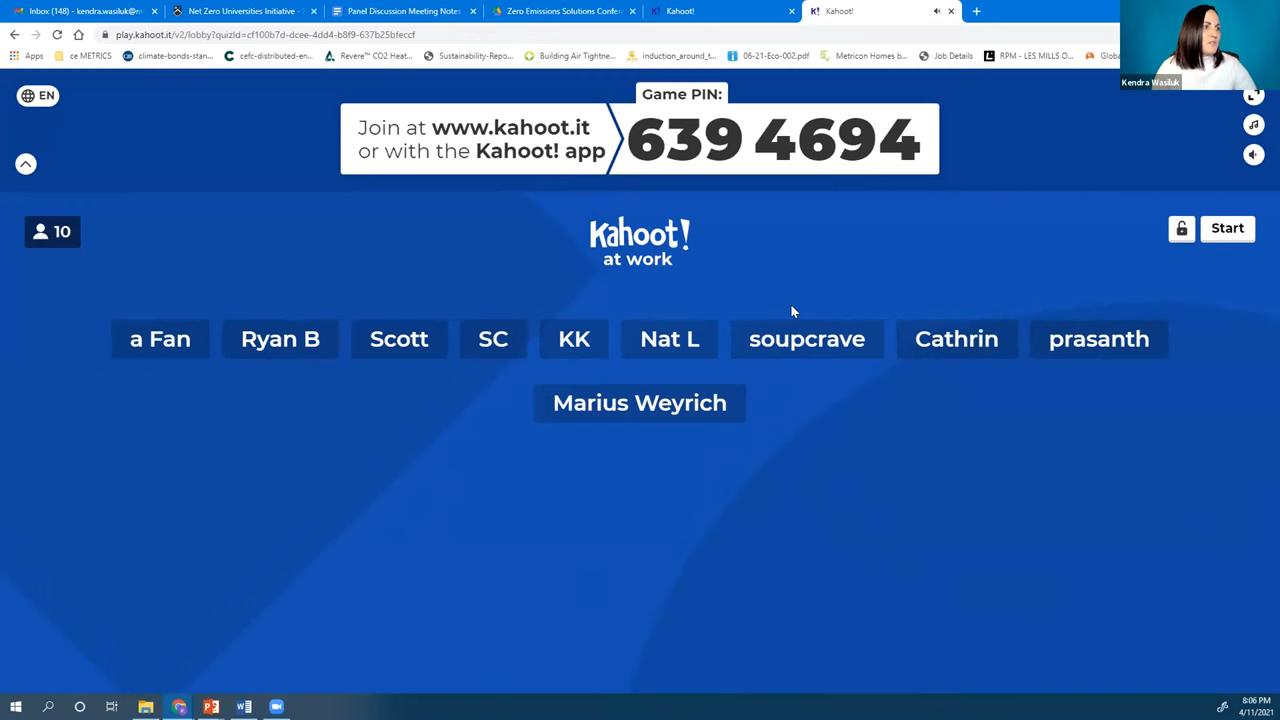 Inbox (148) - kendra.wasiluk@m
Net Zero Universities Initiative -
Panel Discussion Meeting Notes
Zero Emissions Solutions Confer
Kahoot!
Kahoot!
play.kahoot.it/v2/lobby?quizId=cf100b7d-dcee-4dd4-b8f9-637b25bfeccf
Apps
ce METRICS
climate-bonds-stan...
cefc-distributed-en...
Revere™ CO2 Heat...
Sustainability-Repo...
Building Air Tightne...
induction_around_t...
06-21-Eco-002.pdf
Metricon Homes b...
Job Details
RPM - LES MILLS O...
Globa
Kendra Wasiluk
EN
Game PIN:
Join at www.kahoot.it
or with the Kahoot! app
639 4694
10
Kahoot!
at work
Start
a Fan
Ryan B
Scott
SC
KK
Nat L
soupcrave
Cathrin
prasanth
Marius Weyrich
8:06 PM
4/11/2021